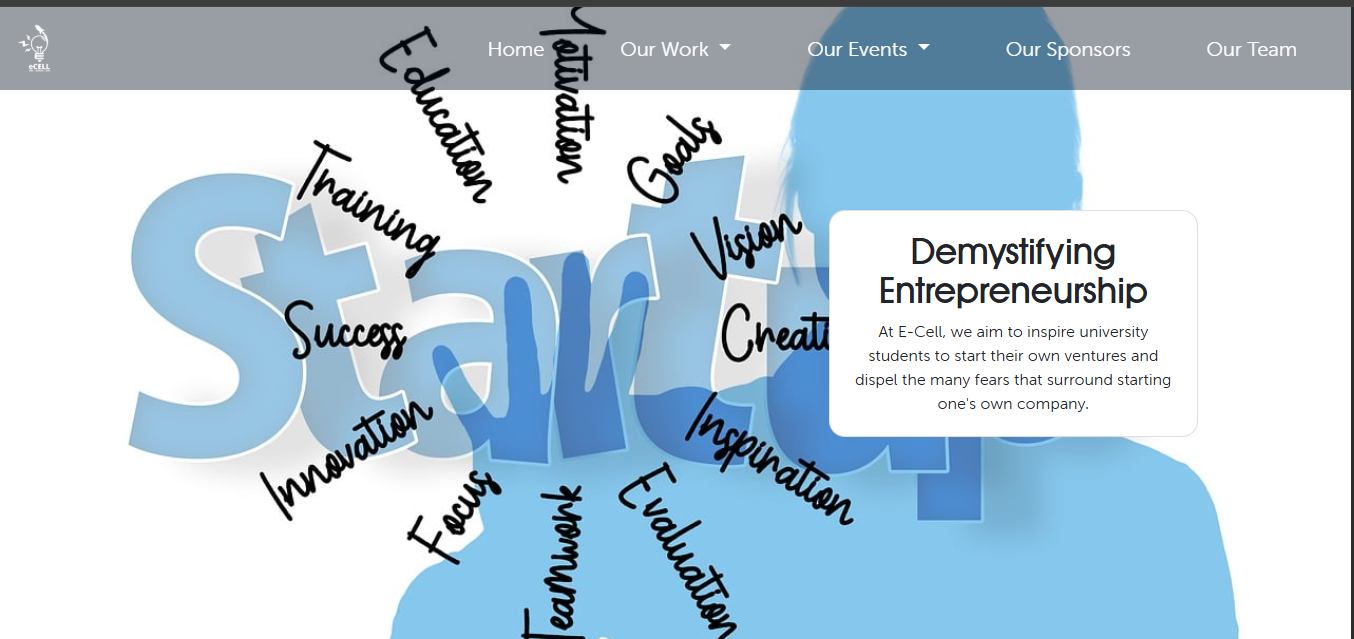 eCELL
Home
Our Work
Our Events
Our Sponsors
Our Team
Education
Motivation
Goals
Training
Vision
Startup
Success
Creati
Innovation
Inspiration
Focus
Teamwork
Evaluation
Demystifying
Entrepreneurship
At E-Cell, we aim to inspire university
students to start their own ventures and
dispel the many fears that surround starting
one's own company.